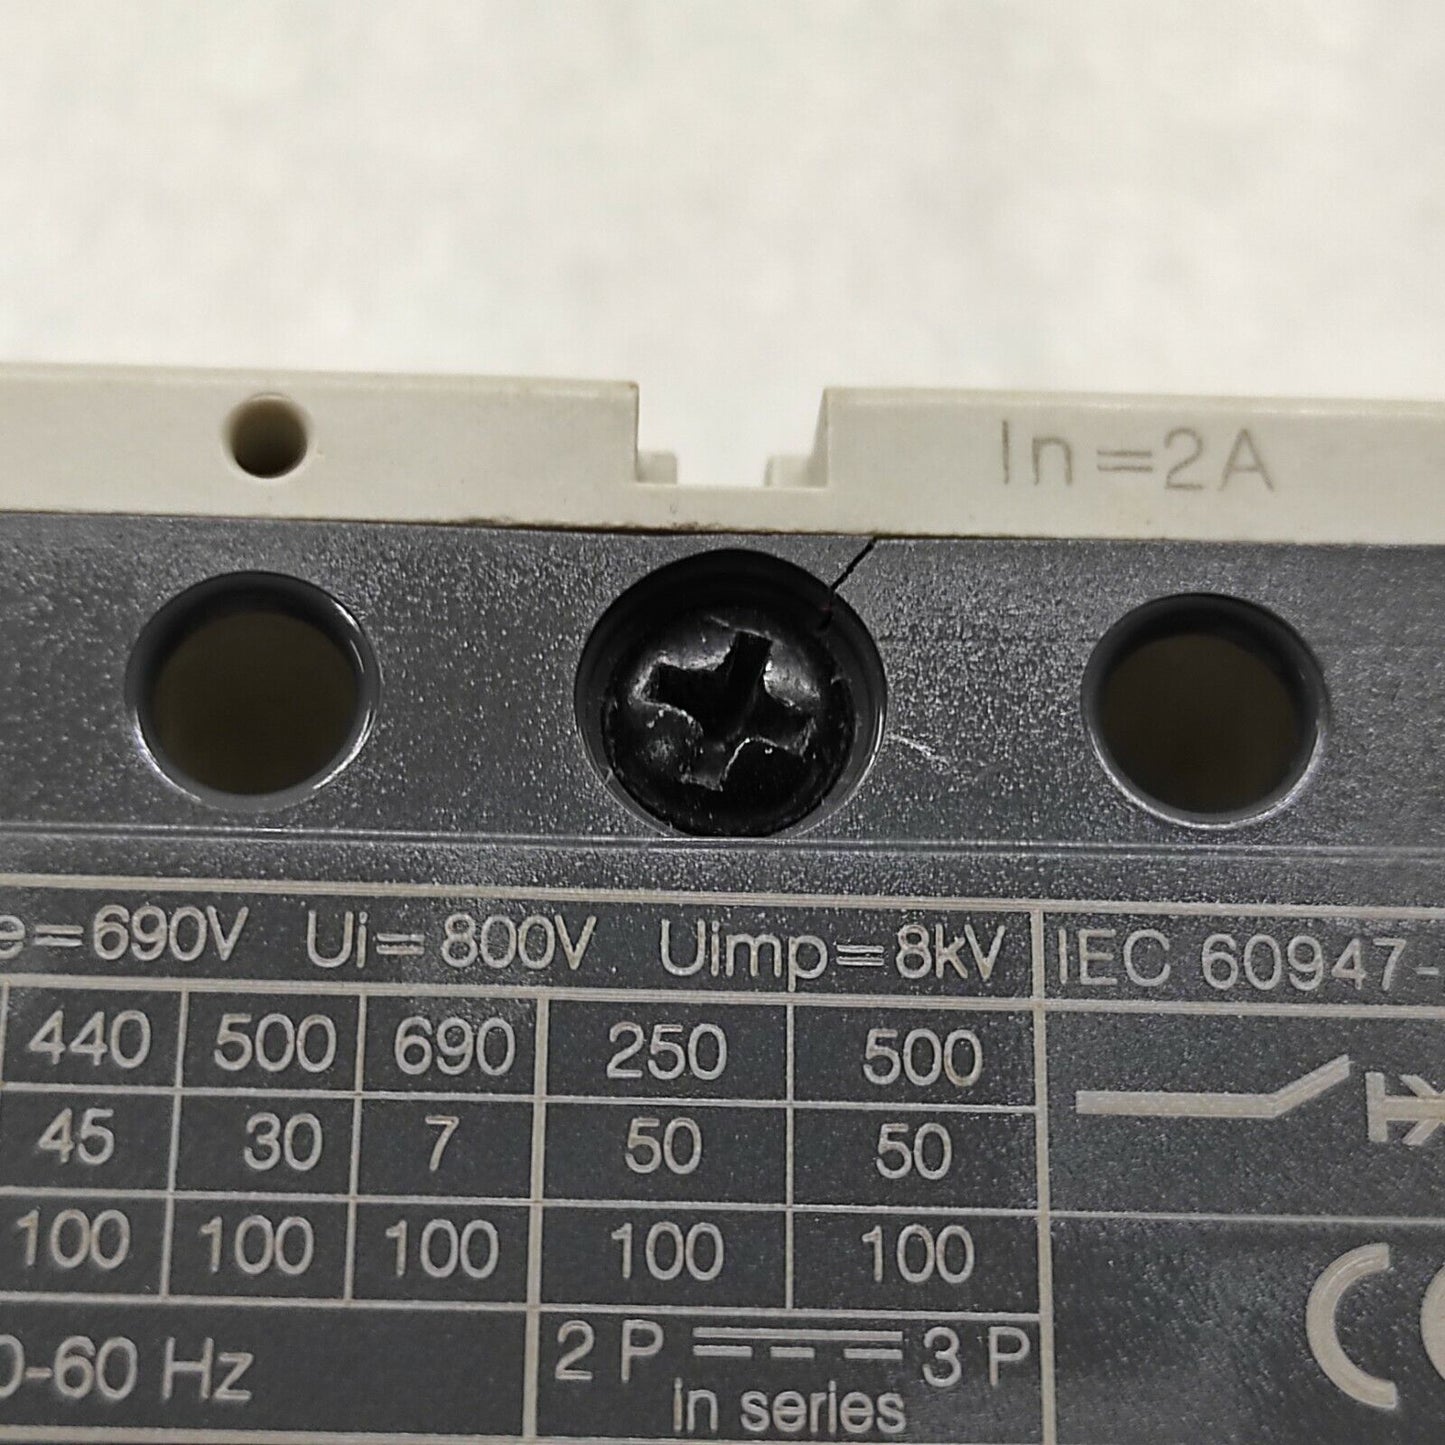 In=2A
e=690V Ui=800V Uimp=8kV IEC 60947-
440 500 690 250 500
45 30 7 50 50
100 100 100 100 100
0-60 Hz 2 P 3 P
in series
CE